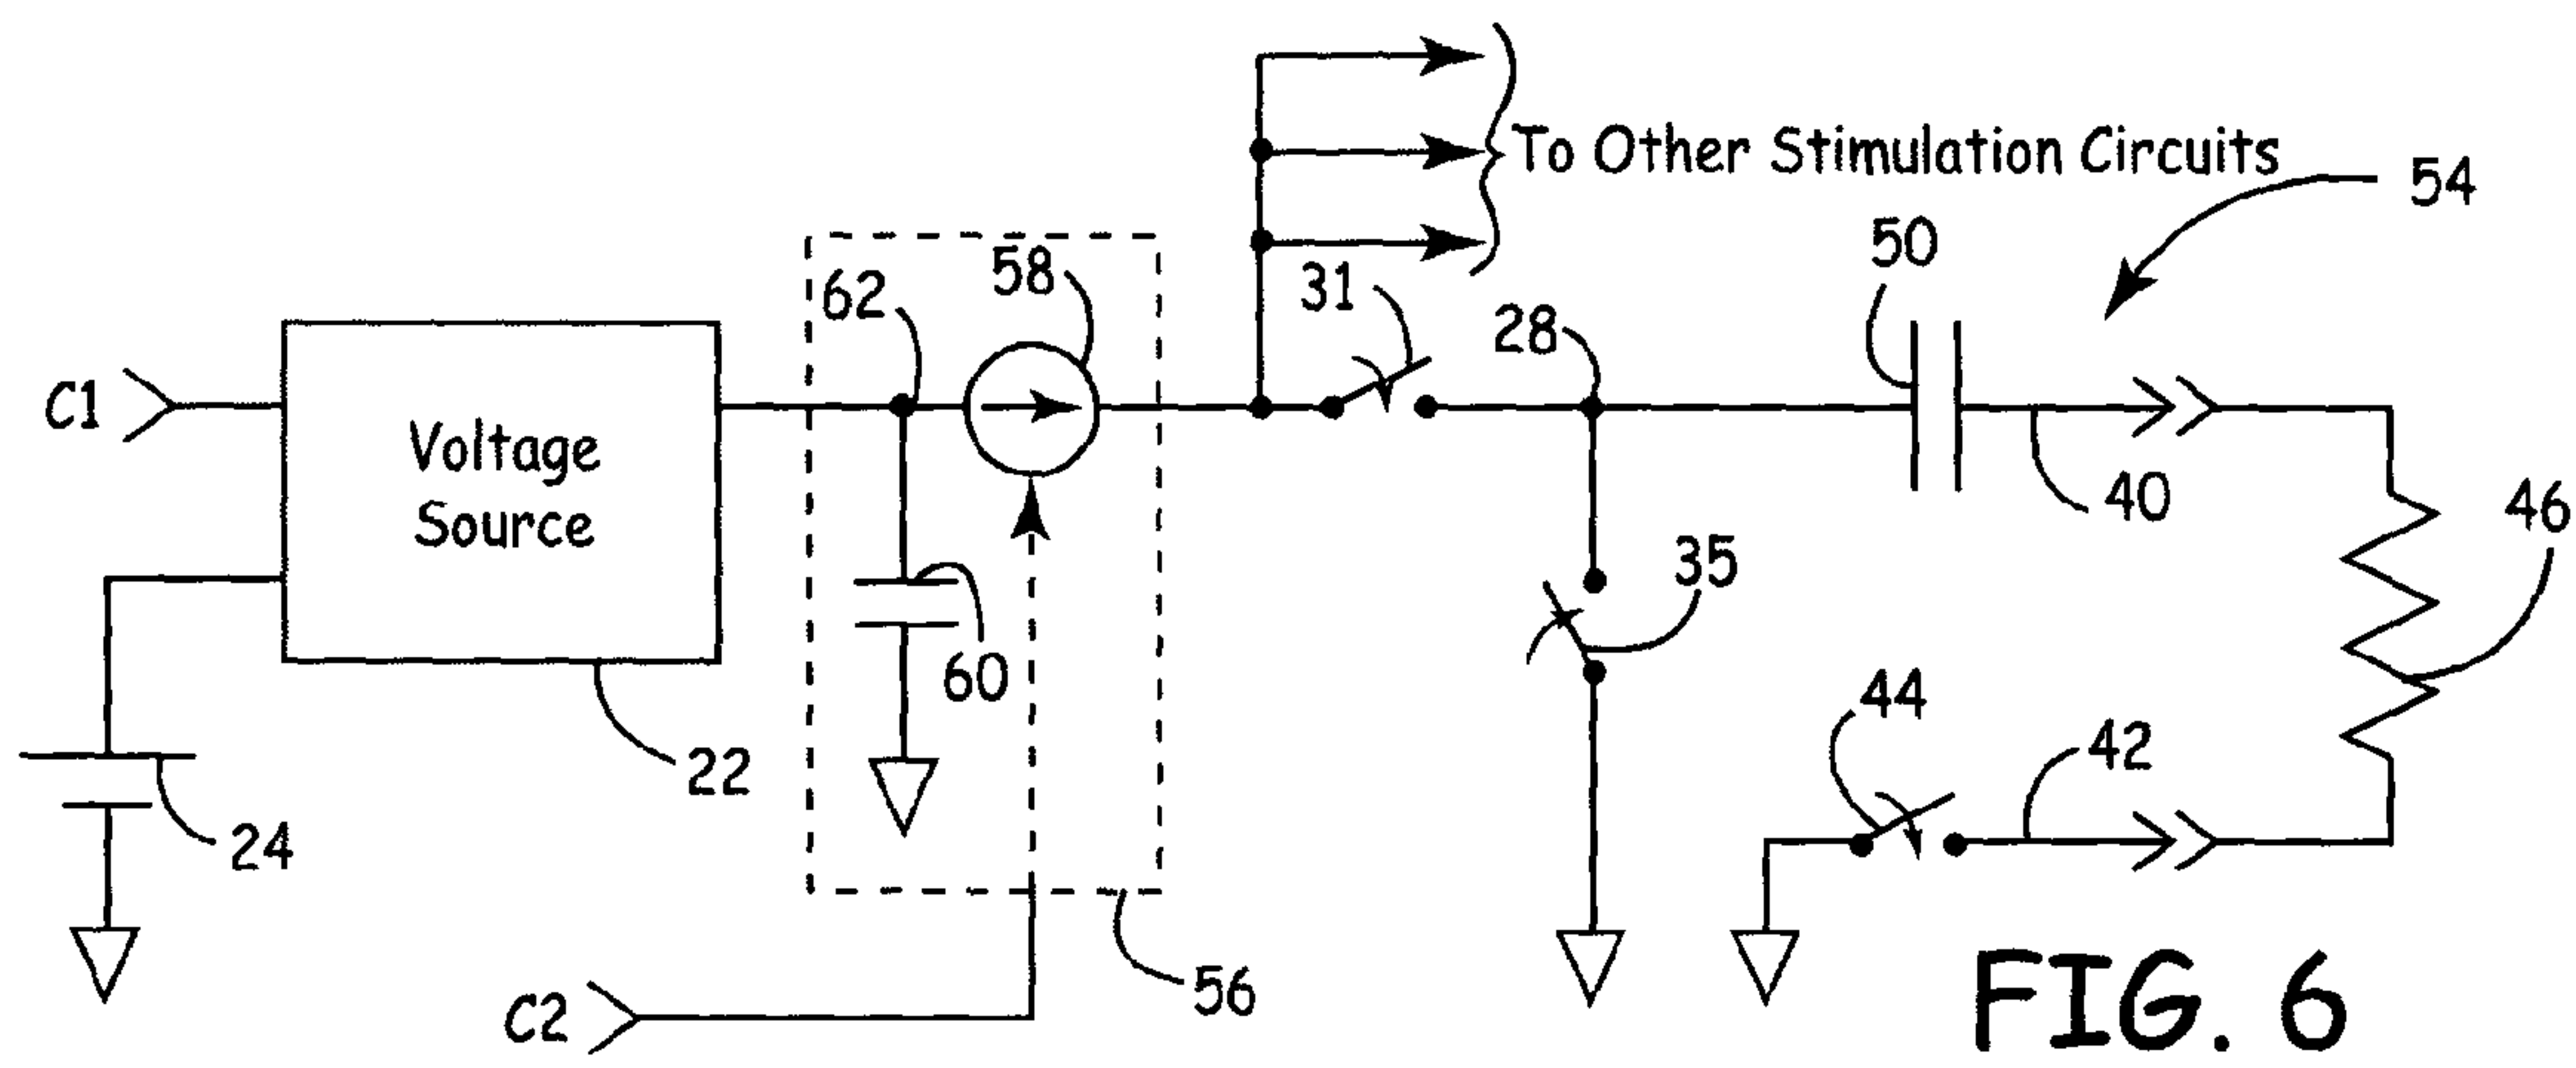 To Other Stimulation Circuits
54
50
58
62
31
28
C1
Voltage
Source
40
46
35
60
44
42
22
24
56
C2
FIG. 6